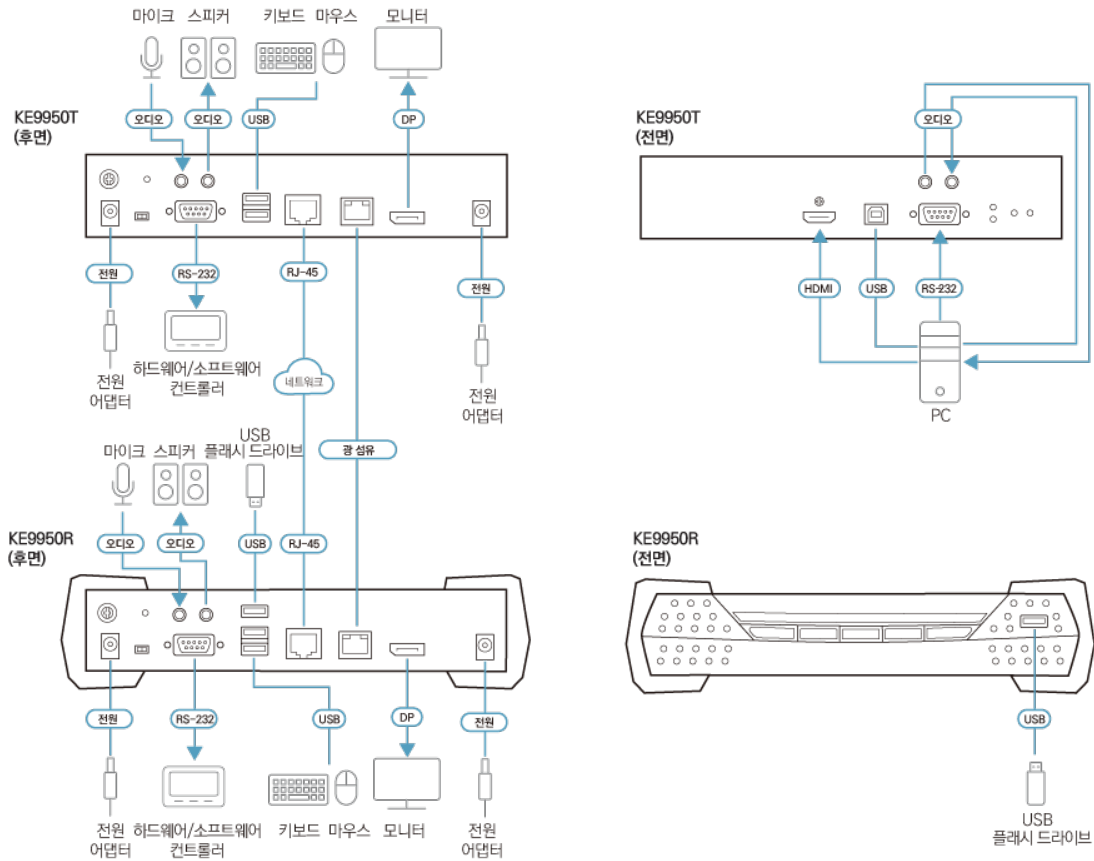 마이크 스피커 키보드 마우스 모니터
KE9950T
(후면)
오디오 오디오 USB DP
전원 RS-232 RJ-45 전원
전원
어댑터
하드웨어/소프트웨어
컨트롤러
네트워크
전원
어댑터
광 섬유
KE9950T
(전면)
오디오
HDMI USB RS-232
PC
마이크 스피커 USB
플래시 드라이브
KE9950R
(후면)
오디오 오디오 USB RJ-45
전원 RS-232 USB DP 전원
전원
어댑터
하드웨어/소프트웨어
컨트롤러
키보드 마우스 모니터
전원
어댑터
KE9950R
(전면)
USB
USB
플래시 드라이브